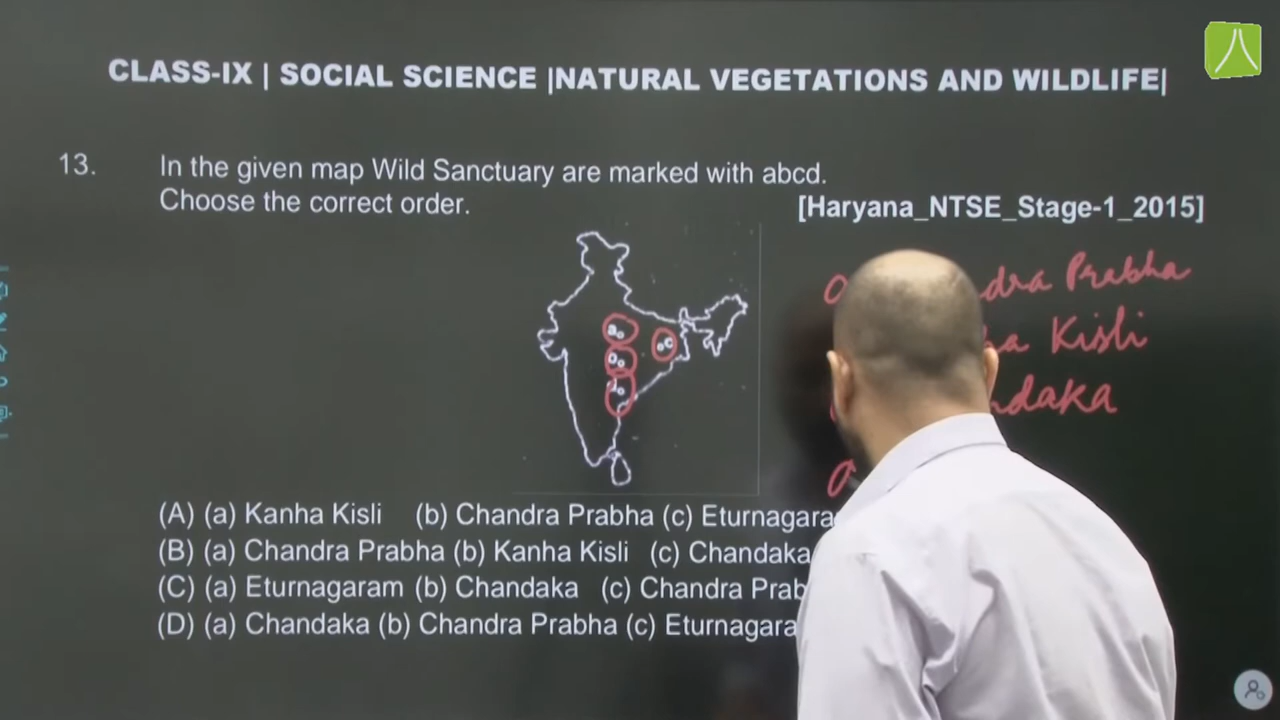 CLASS-IX | SOCIAL SCIENCE |NATURAL VEGETATIONS AND WILDLIFE|
13. In the given map Wild Sanctuary are marked with abcd.
Choose the correct order.
[Haryana_NTSE_Stage-1_2015]
Prabha
Kisli
(A) (a) Kanha Kisli (b) Chandra Prabha (c) Eturnagara
(B) (a) Chandra Prabha (b) Kanha Kisli (c) Chandaka
(C) (a) Eturnagaram (b) Chandaka (c) Chandra Prab
(D) (a) Chandaka (b) Chandra Prabha (c) Eturnagara